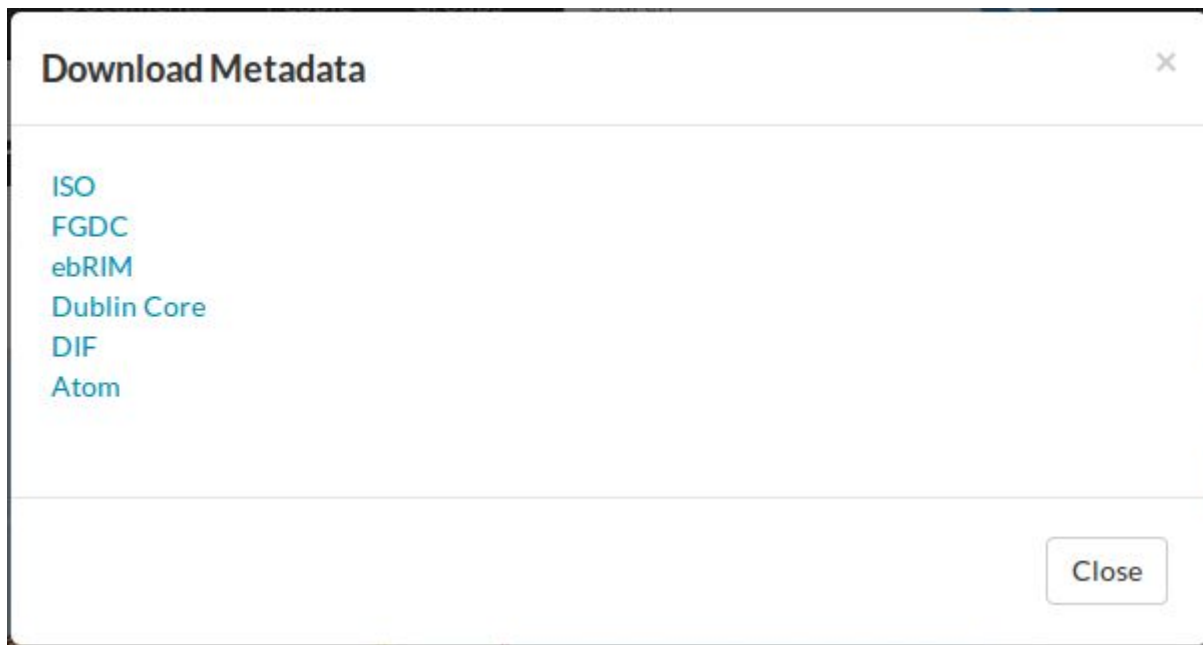 Download Metadata
×
ISO
FGDC
ebRIM
Dublin Core
DIF
Atom
Close